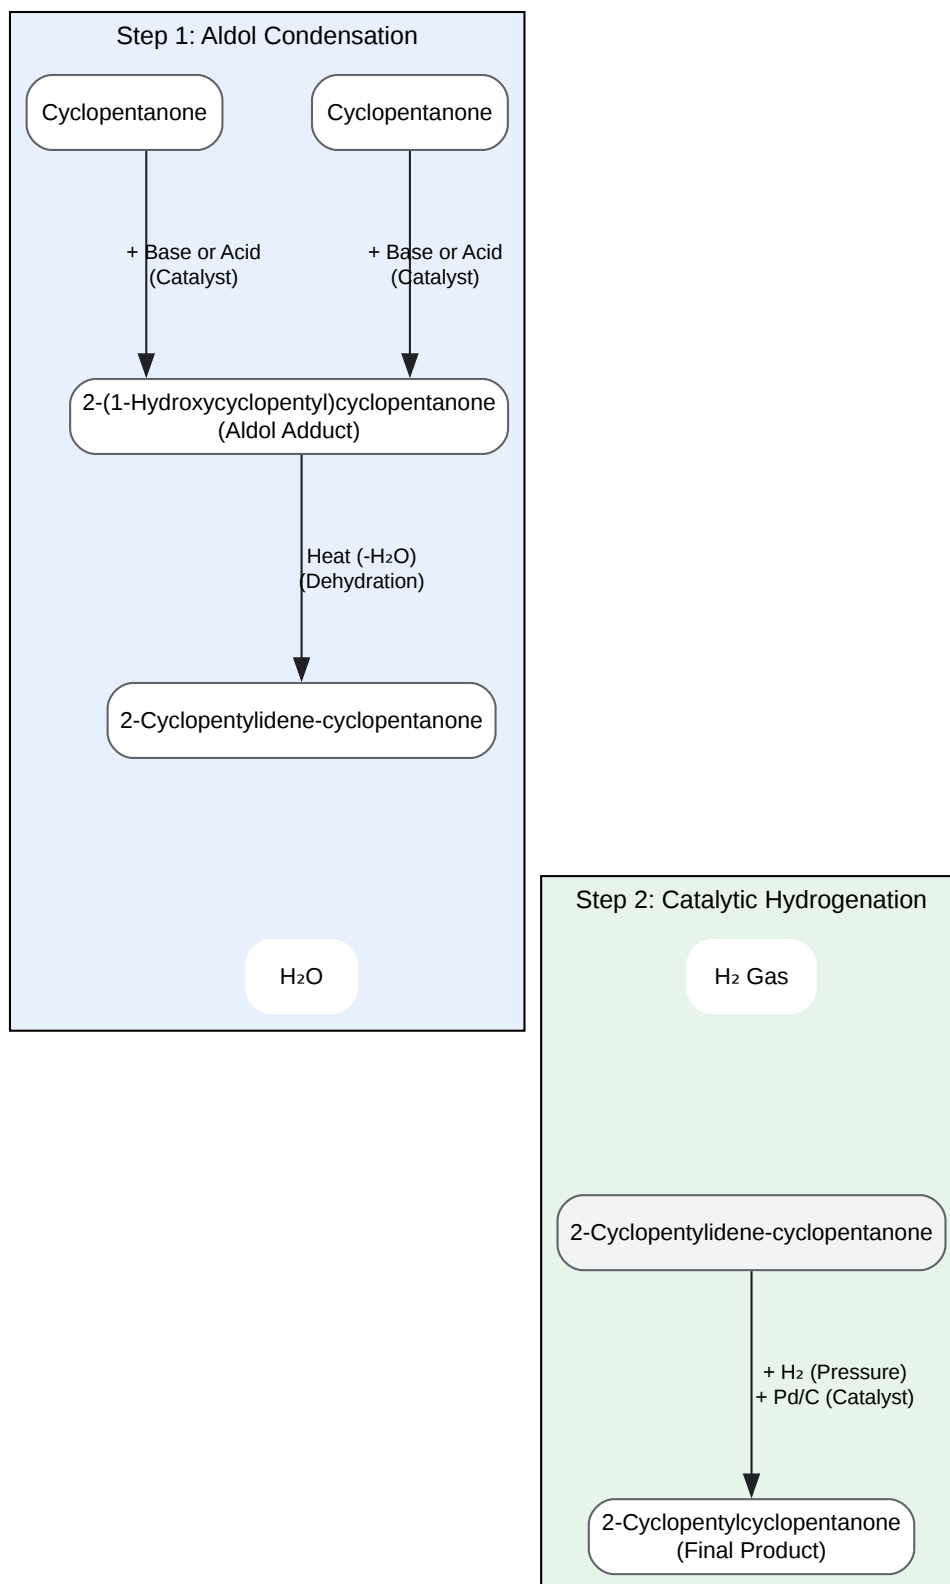 Step 1: Aldol Condensation
Cyclopentanone
Cyclopentanone
+ Base or Acid
(Catalyst)
+ Base or Acid
(Catalyst)
2-(1-Hydroxycyclopentyl)cyclopentanone
(Aldol Adduct)
Heat (-H₂O)
(Dehydration)
2-Cyclopentylidene-cyclopentanone
H₂O
Step 2: Catalytic Hydrogenation
H₂ Gas
2-Cyclopentylidene-cyclopentanone
+ H₂ (Pressure)
+ Pd/C (Catalyst)
2-Cyclopentylcyclopentanone
(Final Product)